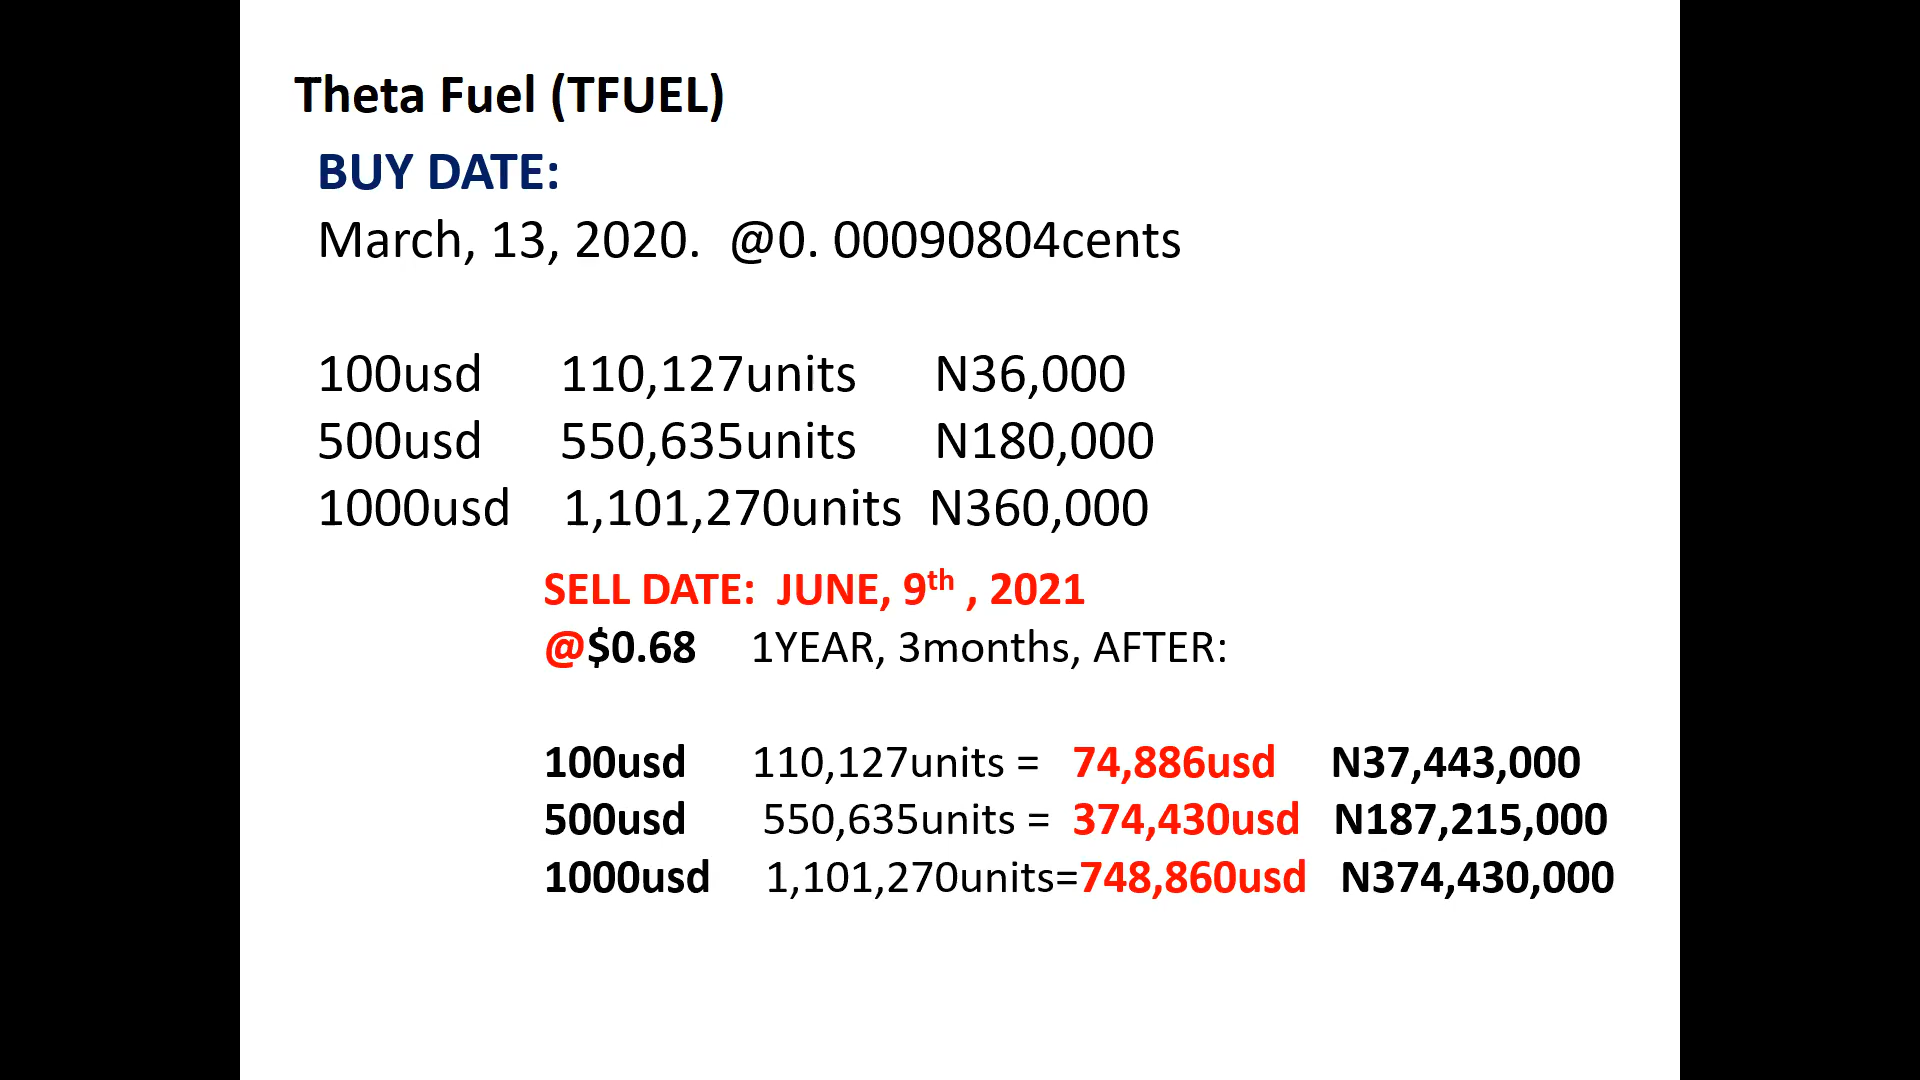 Theta Fuel (TFUEL)
BUY DATE:
March, 13, 2020. @0. 00090804cents
100usd 110,127units N36,000
500usd 550,635units N180,000
1000usd 1,101,270units N360,000
SELL DATE: JUNE, 9th , 2021
@$0.68 1YEAR, 3months, AFTER:
100usd 110,127units = 74,886usd N37,443,000
500usd 550,635units = 374,430usd N187,215,000
1000usd 1,101,270units=748,860usd N374,430,000